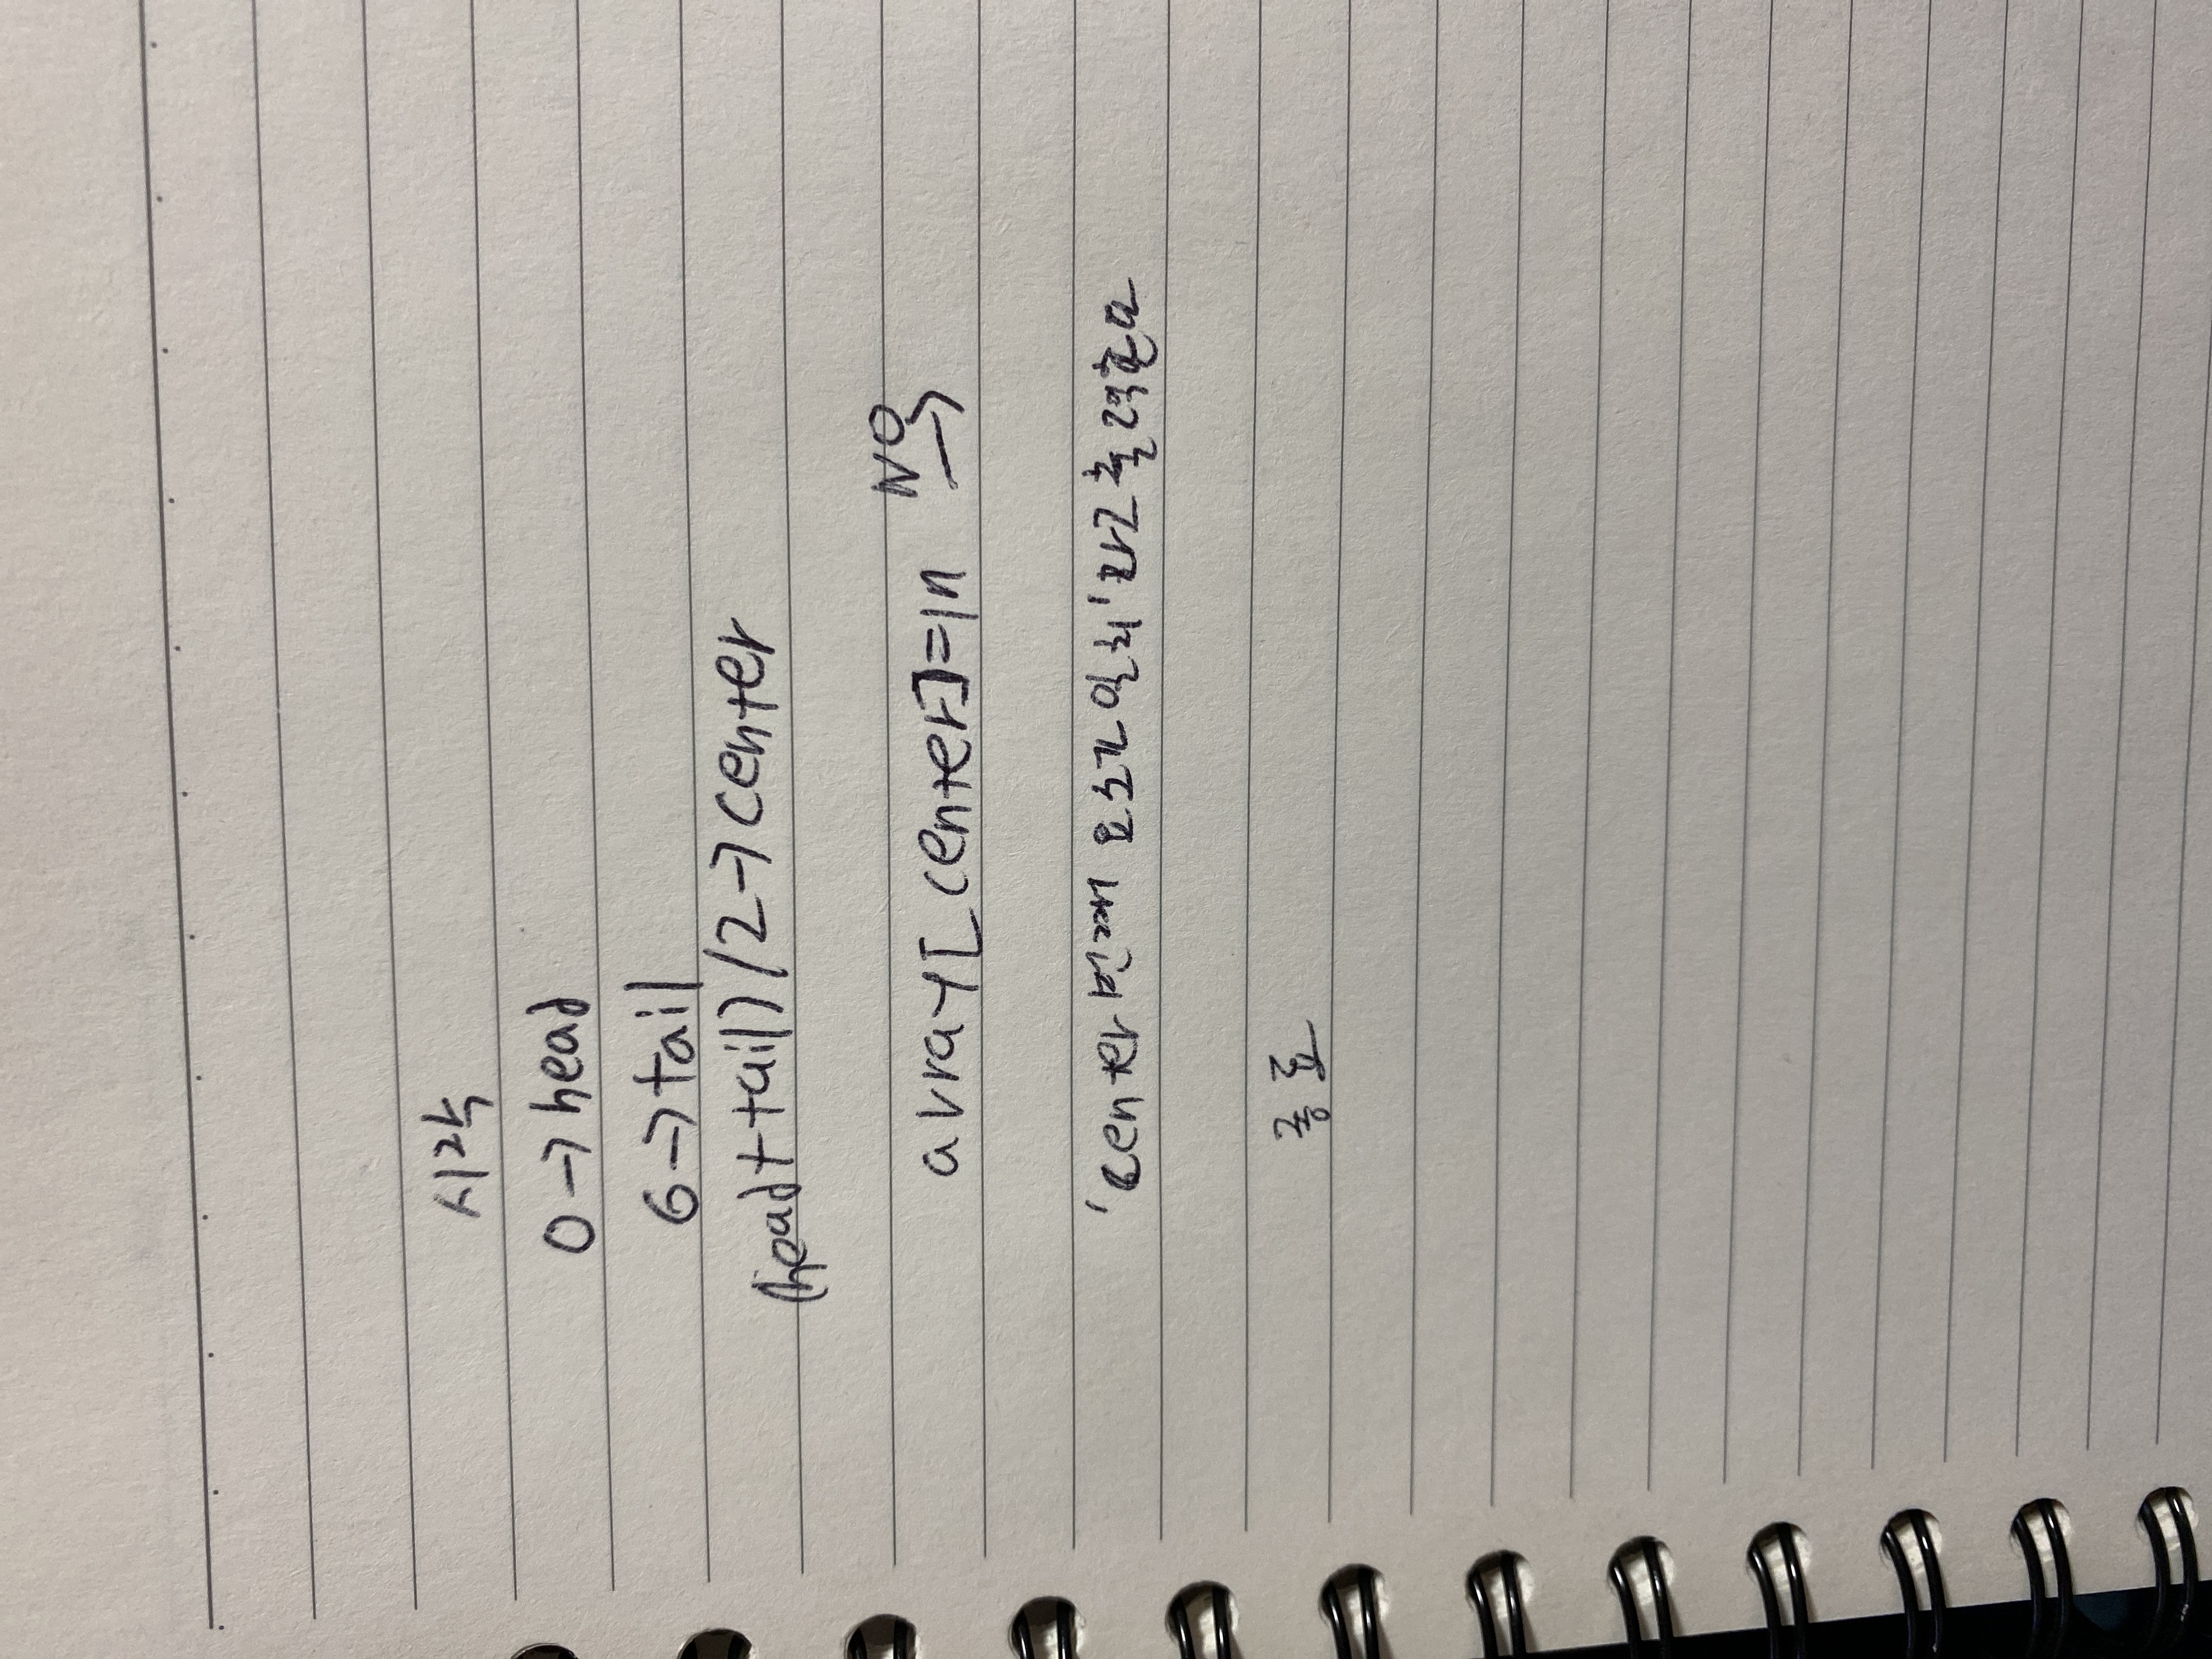 시작
0 → head
6 → tail
(head + tail) / 2 → center
NO
array[center] = 1n →
'center번째 요소가 일치'라고 출력한다
종료